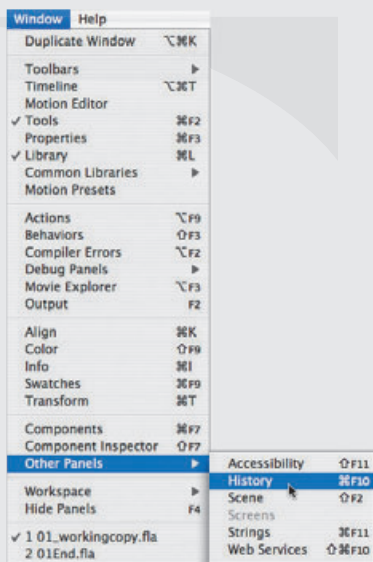 Window Help
Duplicate Window ⌥⌘K
Toolbars
Timeline ⌥⌘T
Motion Editor
✓ Tools ⌘F2
Properties ⌘F3
✓ Library ⌘L
Common Libraries
Motion Presets
Actions ⌥F9
Behaviors ⇧F3
Compiler Errors ⌥F2
Debug Panels
Movie Explorer ⌥F3
Output F2
Align ⌘K
Color ⇧F9
Info ⌘I
Swatches ⌘F9
Transform ⌘T
Components ⌘F7
Component Inspector ⇧F7
Other Panels
Workspace
Hide Panels F4
✓ 1 01_workingcopy.fla
2 01End.fla
Accessibility ⇧F11
History ⌘F10
Scene ⇧F2
Screens
Strings ⌘F11
Web Services ⇧⌘F10